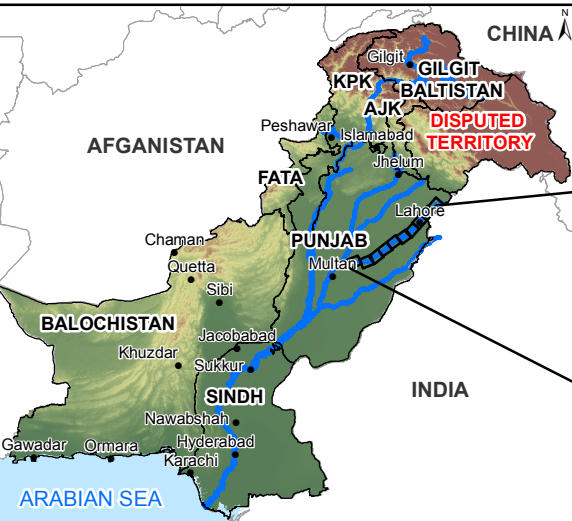 N
CHINA
Gilgit
GILGIT
BALTISTAN
KPK
AJK
DISPUTED
TERRITORY
Peshawar
Islamabad
AFGANISTAN
Jhelum
FATA
Lahore
PUNJAB
Chaman
Multan
Quetta
Sibi
BALOCHISTAN
Jacobabad
Khuzdar
Sukkur
INDIA
SINDH
Nawabshah
Gawadar
Ormara
Hyderabad
Karachi
ARABIAN SEA